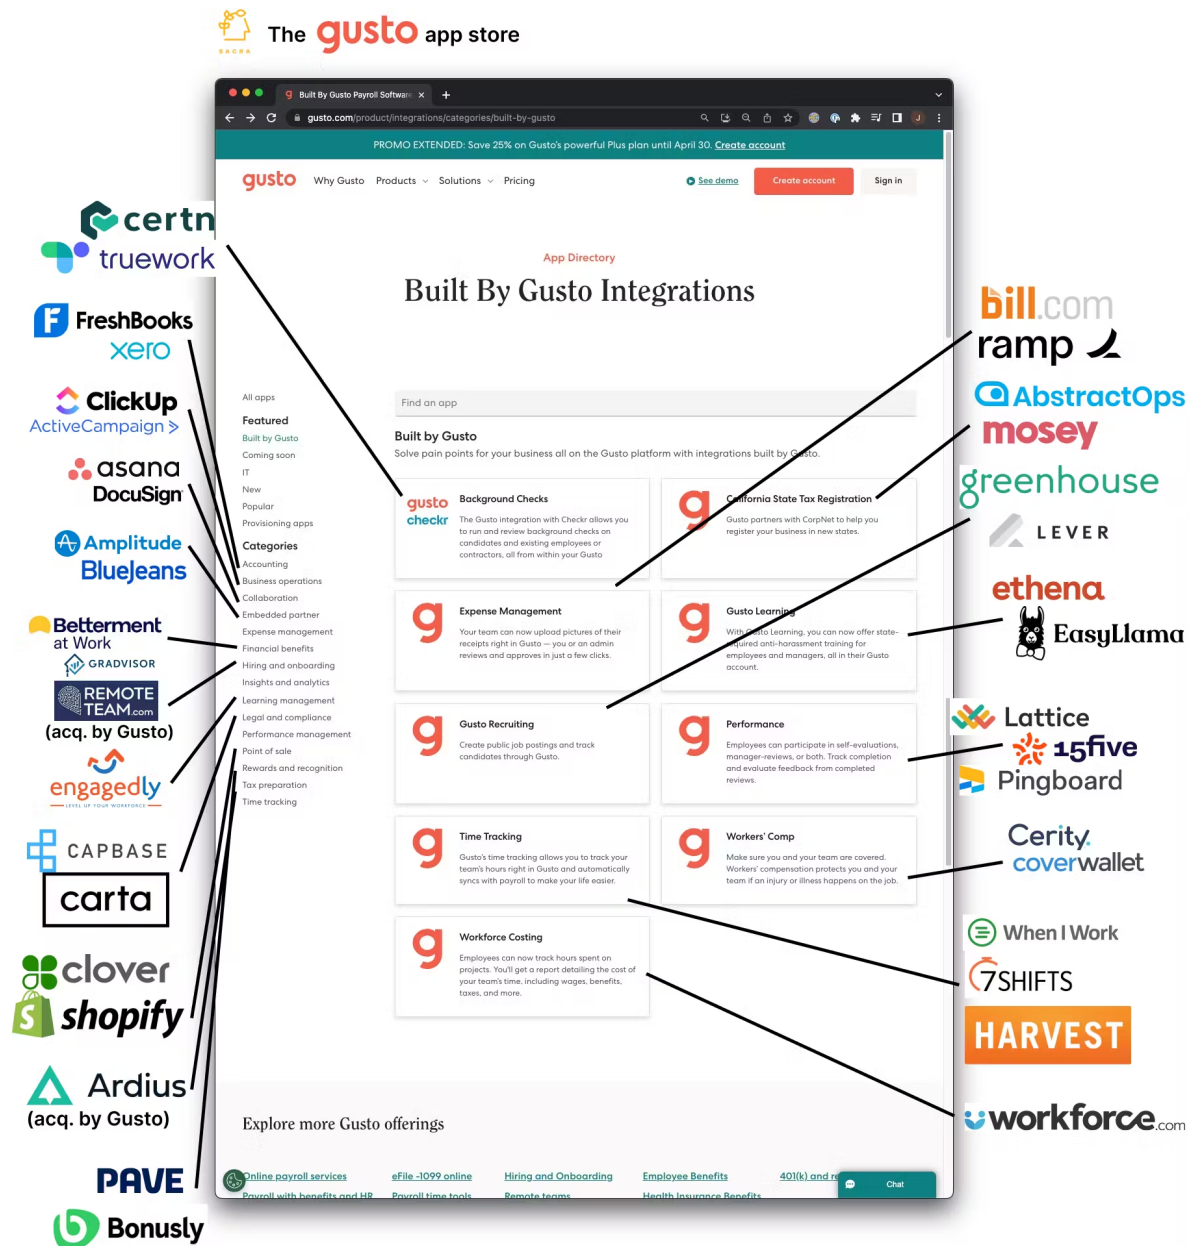 SACRA
The gusto app store
Built By Gusto Payroll Software
gusto.com/product/integrations/categories/built-by-gusto
J
PROMO EXTENDED: Save 25% on Gusto's powerful Plus plan until April 30. Create account
gusto
Why Gusto
Products
Solutions
Pricing
See demo
Create account
Sign in
App Directory
Built By Gusto Integrations
All apps
Featured
Built by Gusto
Coming soon
IT
New
Popular
Provisioning apps
Categories
Accounting
Business operations
Collaboration
Embedded partner
Expense management
Financial benefits
Hiring and onboarding
Insights and analytics
Learning management
Legal and compliance
Performance management
Point of sale
Rewards and recognition
Tax preparation
Time tracking
Find an app
Built by Gusto
Solve pain points for your business all on the Gusto platform with integrations built by Gusto.
gusto
checkr
Background Checks
The Gusto integration with Checkr allows you
to run and review background checks on
candidates and existing employees or
contractors, all from within your Gusto
g
California State Tax Registration
Gusto partners with CorpNet to help you
register your business in new states.
g
Expense Management
Your team can now upload pictures of their
receipts right in Gusto — you or an admin
reviews and approves in just a few clicks.
g
Gusto Learning
With Gusto Learning, you can now offer state-
required anti-harassment training for
employees and managers, all in their Gusto
account.
g
Gusto Recruiting
Create public job postings and track
candidates through Gusto.
g
Performance
Employees can participate in self-evaluations,
manager-reviews, or both. Track completion
and evaluate feedback from completed
reviews.
g
Time Tracking
Gusto's time tracking allows you to track your
team's hours right in Gusto and automatically
syncs with payroll to make your life easier.
g
Workers' Comp
Make sure you and your team are covered.
Workers' compensation protects you and your
team if an injury or illness happens on the job.
g
Workforce Costing
Employees can now track hours spent on
projects. You'll get a report detailing the cost of
your team's time, including wages, benefits,
taxes, and more.
Explore more Gusto offerings
Online payroll services
eFile -1099 online
Hiring and Onboarding
Employee Benefits
401(k) and re
Payroll with benefits and HR
Payroll time tools
Remote teams
Health Insurance Benefits
Chat
certn
truework
FreshBooks
xero
ClickUp
ActiveCampaign >
asana
DocuSign
Amplitude
BlueJeans
Betterment
at Work
GRADVISOR
REMOTE
TEAM.com
(acq. by Gusto)
engagedly
LEVEL UP YOUR WORKFORCE
CAPBASE
carta
clover
shopify
Ardius
(acq. by Gusto)
PAVE
Bonusly
bill.com
ramp
AbstractOps
mosey
greenhouse
LEVER
ethena
EasyLlama
Lattice
15five
Pingboard
Cerity.
coverwallet
When I Work
7SHIFTS
HARVEST
workforce.com